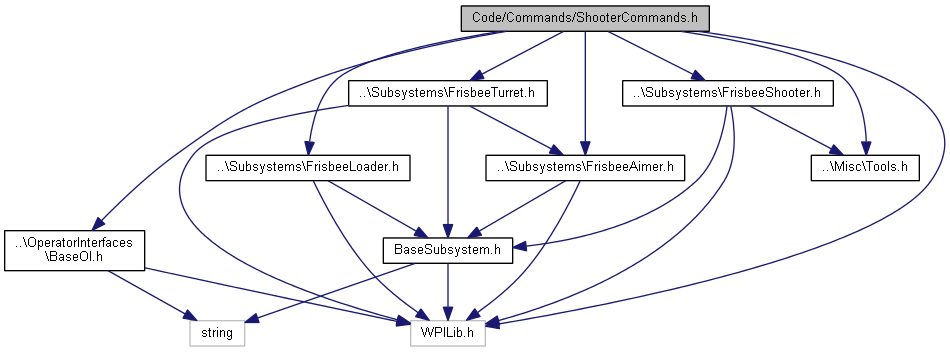 Code/Commands/ShooterCommands.h
..\Subsystems\FrisbeeTurret.h
..\Subsystems\FrisbeeShooter.h
..\Subsystems\FrisbeeLoader.h
..\Subsystems\FrisbeeAimer.h
..\Misc\Tools.h
..\OperatorInterfaces
\BaseOI.h
BaseSubsystem.h
string
WPILib.h